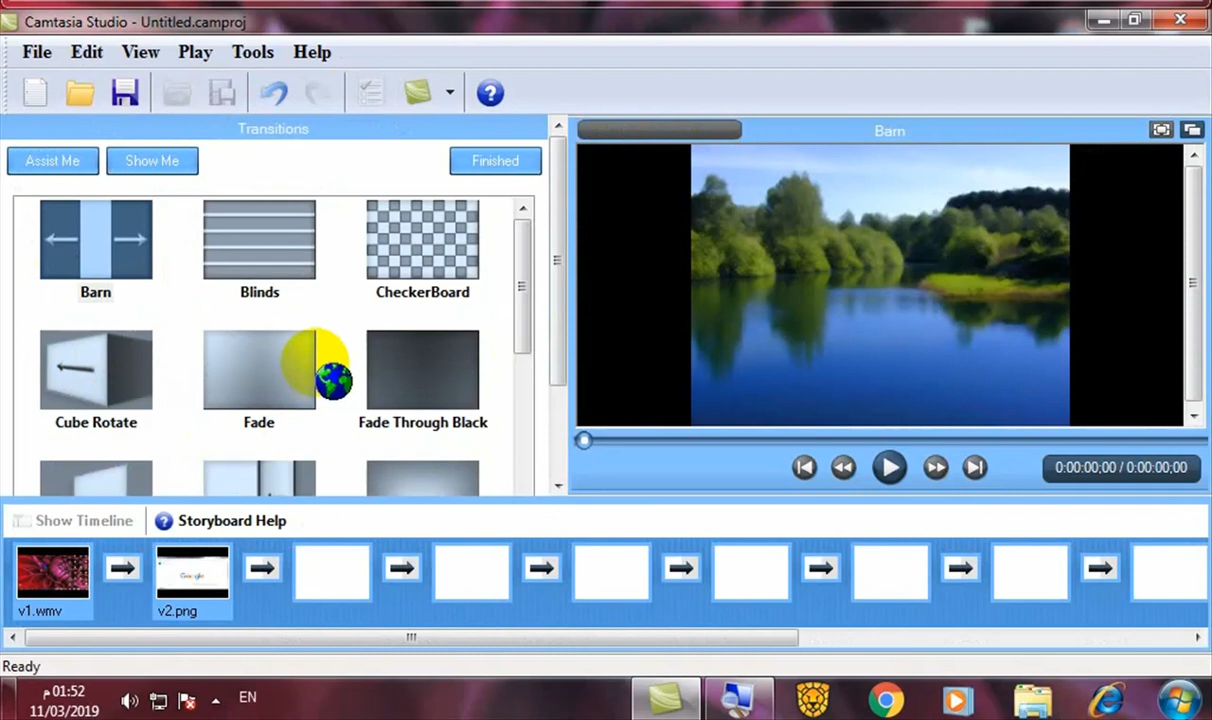 Camtasia Studio - Untitled.camproj
File Edit View Play Tools Help
Transitions
Barn
Assist Me Show Me Finished
Barn Blinds CheckerBoard
Cube Rotate Fade Fade Through Black
0:00:00;00 / 0:00:00;00
Show Timeline Storyboard Help
Google
v1.wmv v2.png
Ready
01:52 م
11/03/2019
EN